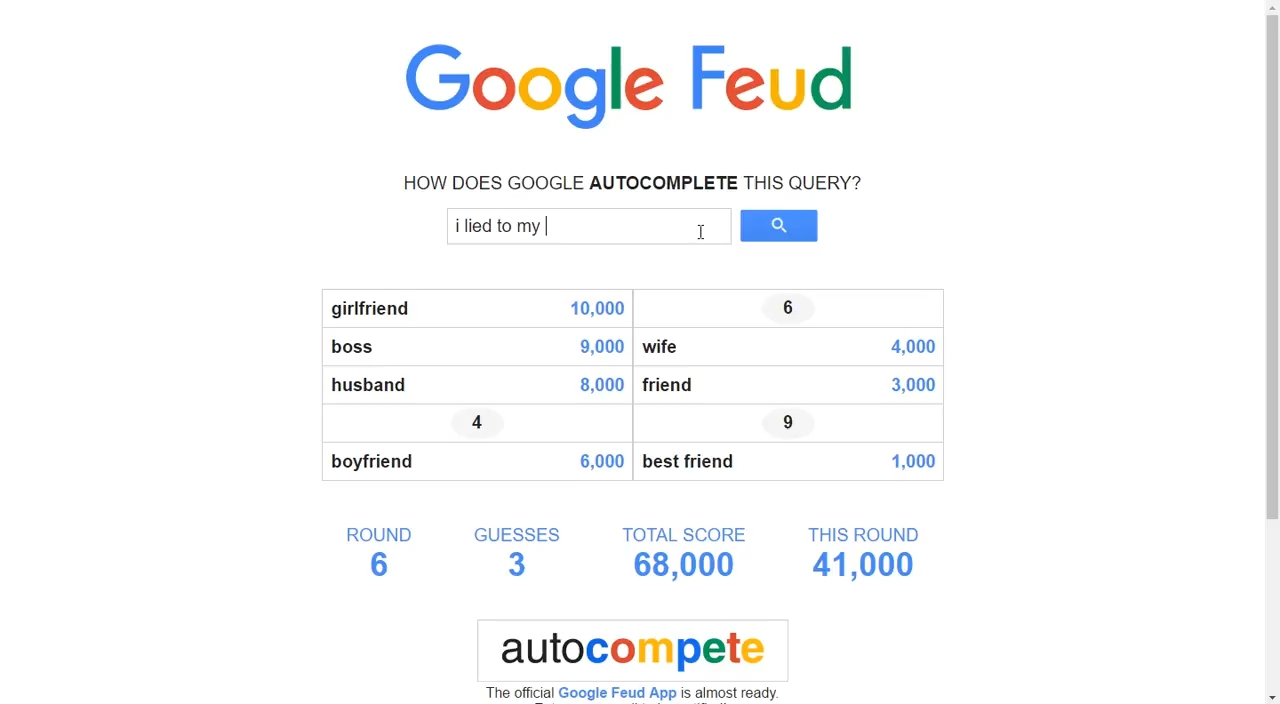 Google Feud
HOW DOES GOOGLE AUTOCOMPLETE THIS QUERY?
i lied to my
girlfriend 10,000 6
boss 9,000 wife 4,000
husband 8,000 friend 3,000
4 9
boyfriend 6,000 best friend 1,000
ROUND GUESSES TOTAL SCORE THIS ROUND
6 3 68,000 41,000
autocompete
The official Google Feud App is almost ready.